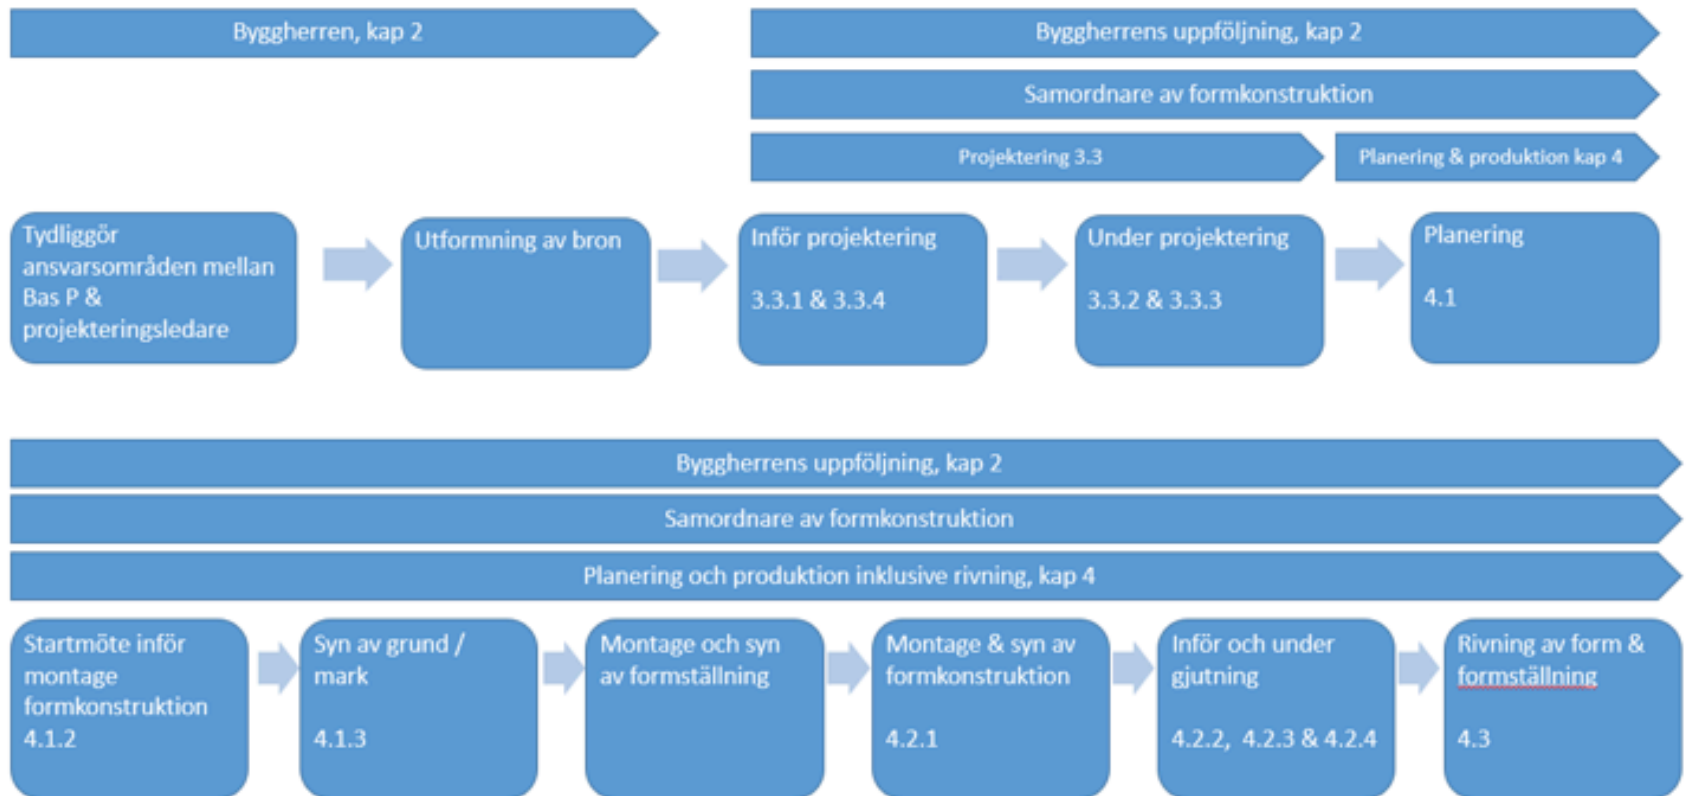 Byggherren, kap 2
Byggherrens uppföljning, kap 2
Samordnare av formkonstruktion
Projektering 3.3
Planering & produktion kap 4
Tydliggör
ansvarsområden mellan
Bas P &
projekteringsledare
Utformning av bron
Inför projektering
3.3.1 & 3.3.4
Under projektering
3.3.2 & 3.3.3
Planering
4.1
Byggherrens uppföljning, kap 2
Samordnare av formkonstruktion
Planering och produktion inklusive rivning, kap 4
Startmöte inför
montage
formkonstruktion
4.1.2
Syn av grund /
mark
4.1.3
Montage och syn
av formställning
Montage & syn av
formkonstruktion
4.2.1
Inför och under
gjutning
4.2.2, 4.2.3 & 4.2.4
Rivning av form &
formställning
4.3